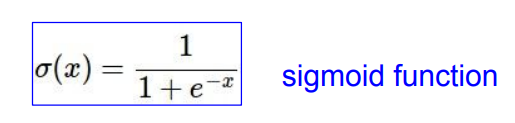 σ(x) = 1 / (1 + e^{-x})
sigmoid function